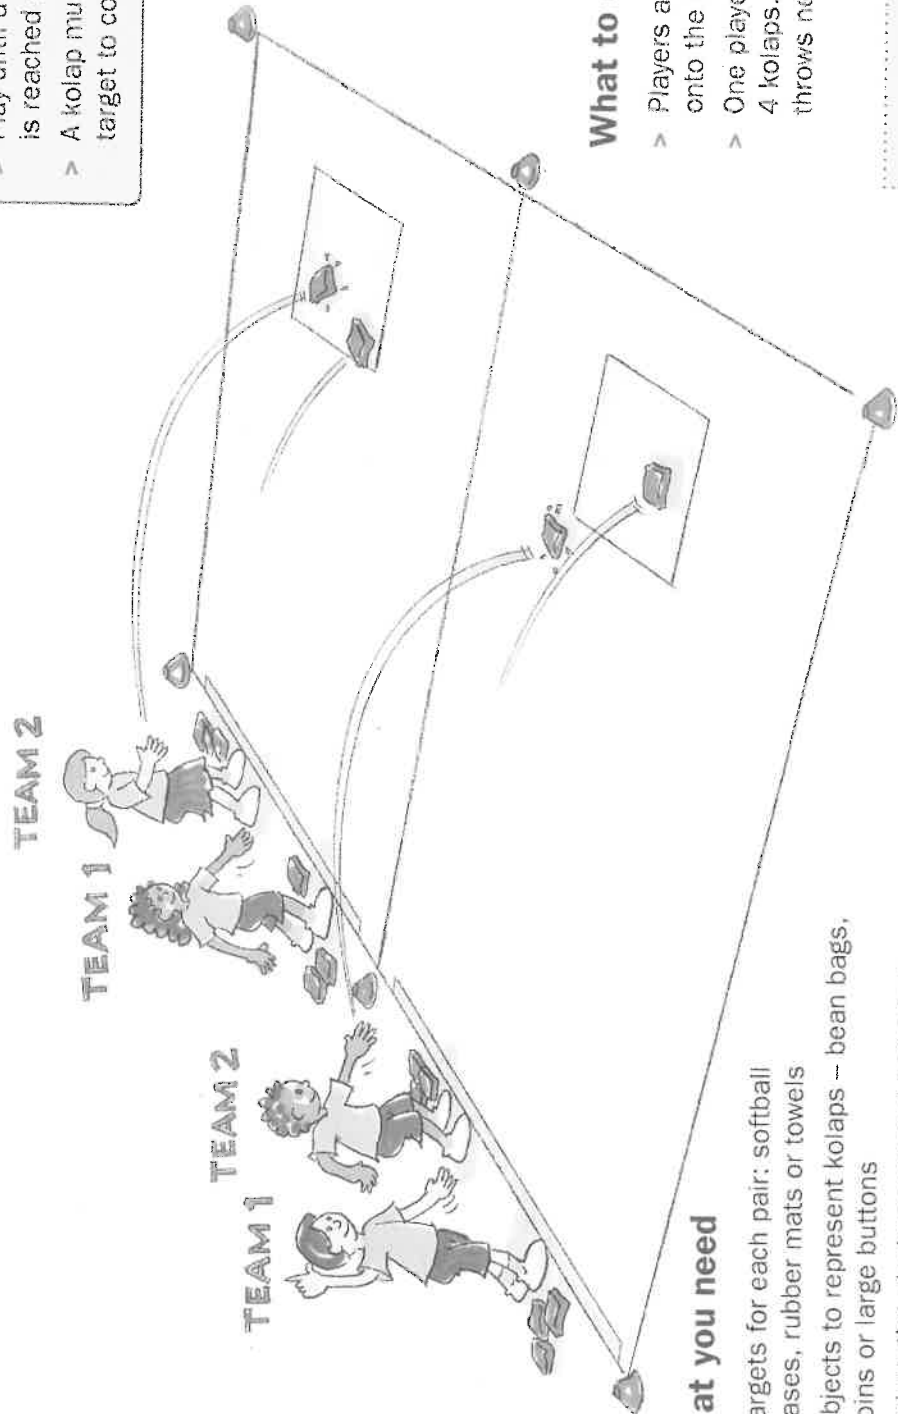 TEAM 1
TEAM 2
TEAM 1
TEAM 2
is reached
> A kolap mu
target to co
at you need
argets for each pair: softball
ases, rubber mats or towels
bjects to represent kolaps – bean bags,
oins or large buttons
What to
> Players a
onto the
> One playe
4 kolaps.
throws ne